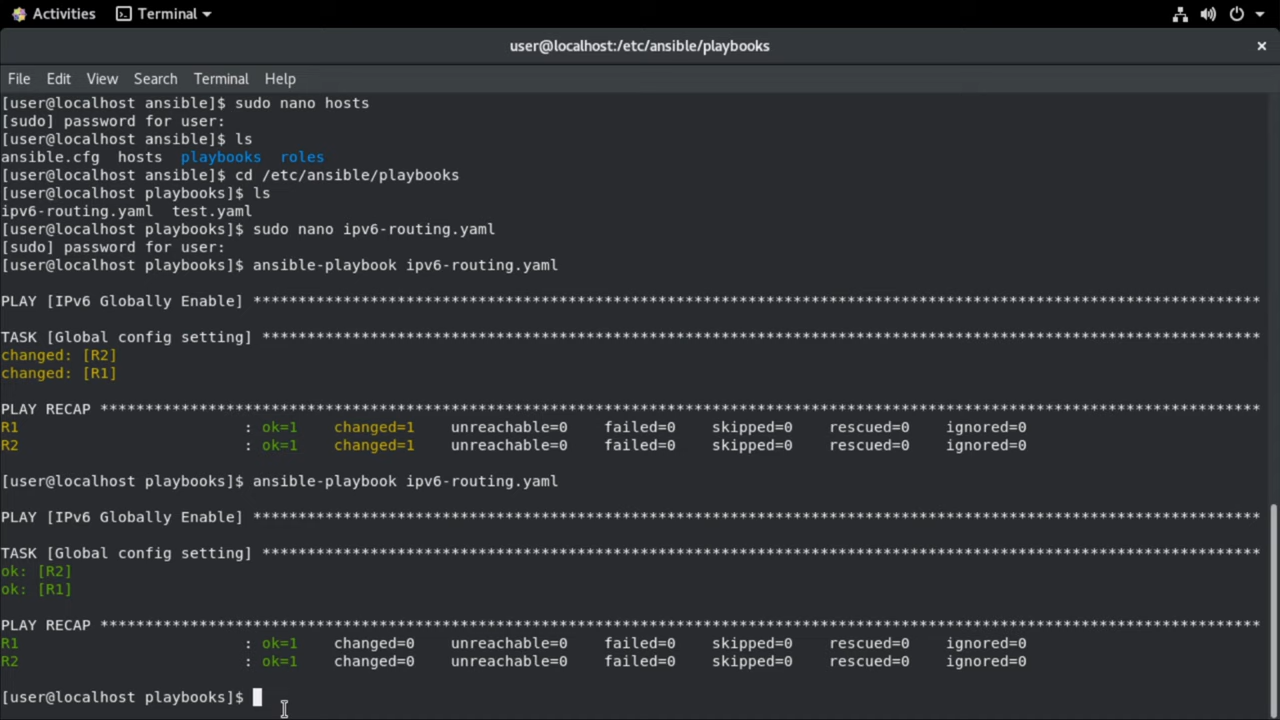 Activities Terminal
user@localhost:/etc/ansible/playbooks
File Edit View Search Terminal Help
[user@localhost ansible]$ sudo nano hosts
[sudo] password for user:
[user@localhost ansible]$ ls
ansible.cfg hosts playbooks roles
[user@localhost ansible]$ cd /etc/ansible/playbooks
[user@localhost playbooks]$ ls
ipv6-routing.yaml test.yaml
[user@localhost playbooks]$ sudo nano ipv6-routing.yaml
[sudo] password for user:
[user@localhost playbooks]$ ansible-playbook ipv6-routing.yaml
PLAY [IPv6 Globally Enable] ****************************************************************************************************************
TASK [Global config setting] ***************************************************************************************************************
changed: [R2]
changed: [R1]
PLAY RECAP *********************************************************************************************************************************
R1 : ok=1 changed=1 unreachable=0 failed=0 skipped=0 rescued=0 ignored=0
R2 : ok=1 changed=1 unreachable=0 failed=0 skipped=0 rescued=0 ignored=0
[user@localhost playbooks]$ ansible-playbook ipv6-routing.yaml
PLAY [IPv6 Globally Enable] ****************************************************************************************************************
TASK [Global config setting] ***************************************************************************************************************
ok: [R2]
ok: [R1]
PLAY RECAP *********************************************************************************************************************************
R1 : ok=1 changed=0 unreachable=0 failed=0 skipped=0 rescued=0 ignored=0
R2 : ok=1 changed=0 unreachable=0 failed=0 skipped=0 rescued=0 ignored=0
[user@localhost playbooks]$